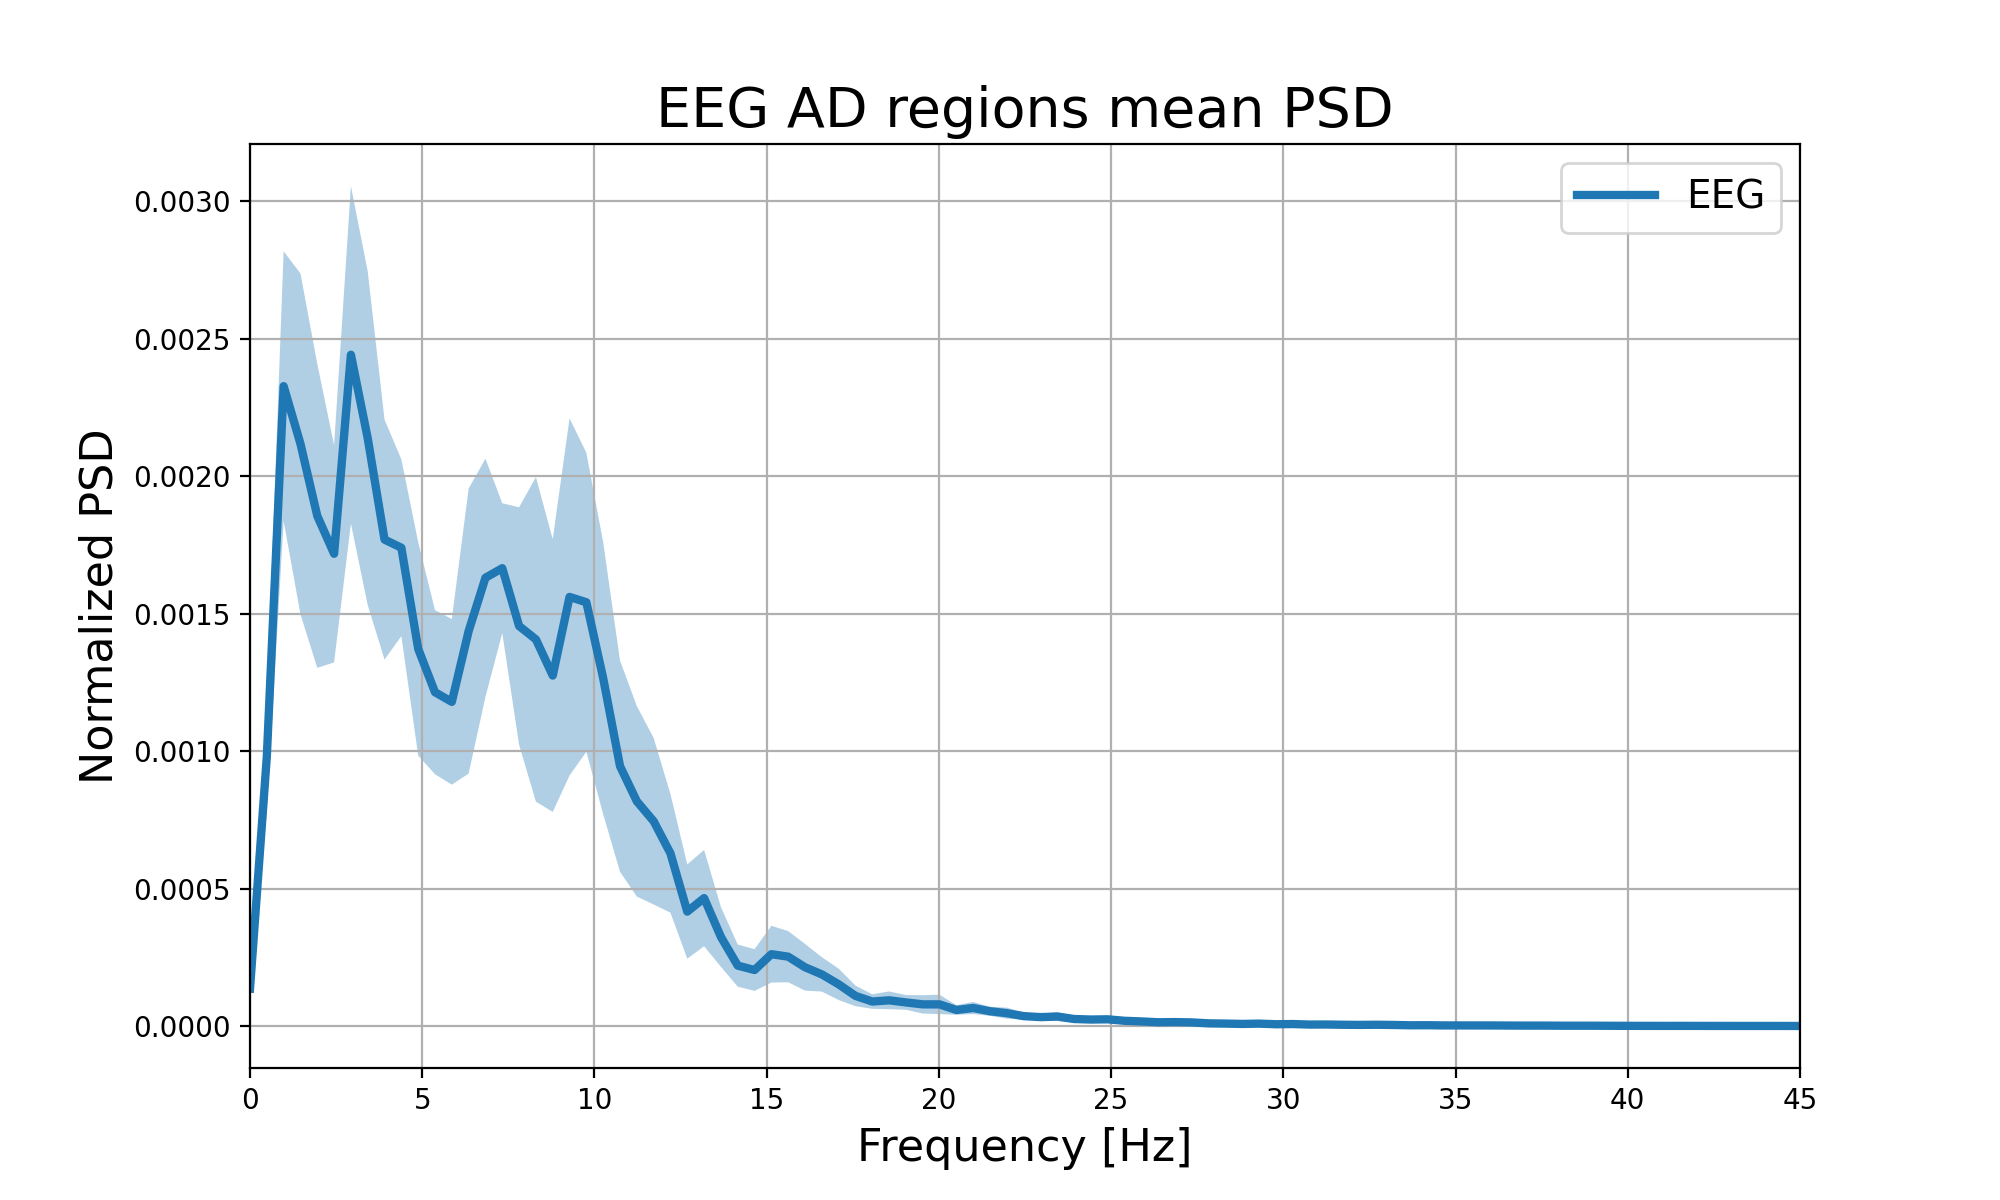 EEG AD regions mean PSD
EEG
Normalized PSD
0.0030
0.0025
0.0020
0.0015
0.0010
0.0005
0.0000
0 5 10 15 20 25 30 35 40 45
Frequency [Hz]